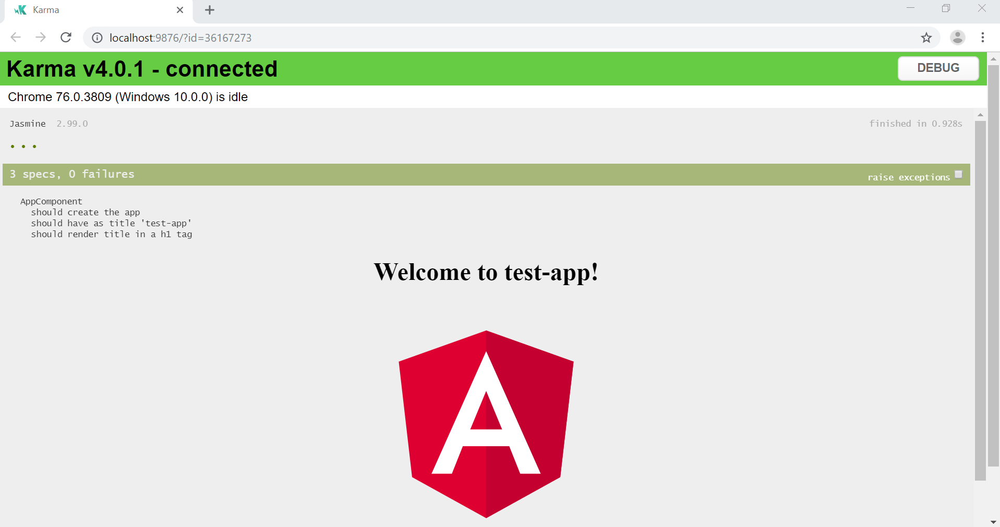 Karma
localhost:9876/?id=36167273
Karma v4.0.1 - connected
DEBUG
Chrome 76.0.3809 (Windows 10.0.0) is idle
Jasmine 2.99.0
finished in 0.928s
• • •
3 specs, 0 failures
raise exceptions
AppComponent
should create the app
should have as title 'test-app'
should render title in a h1 tag
Welcome to test-app!
A